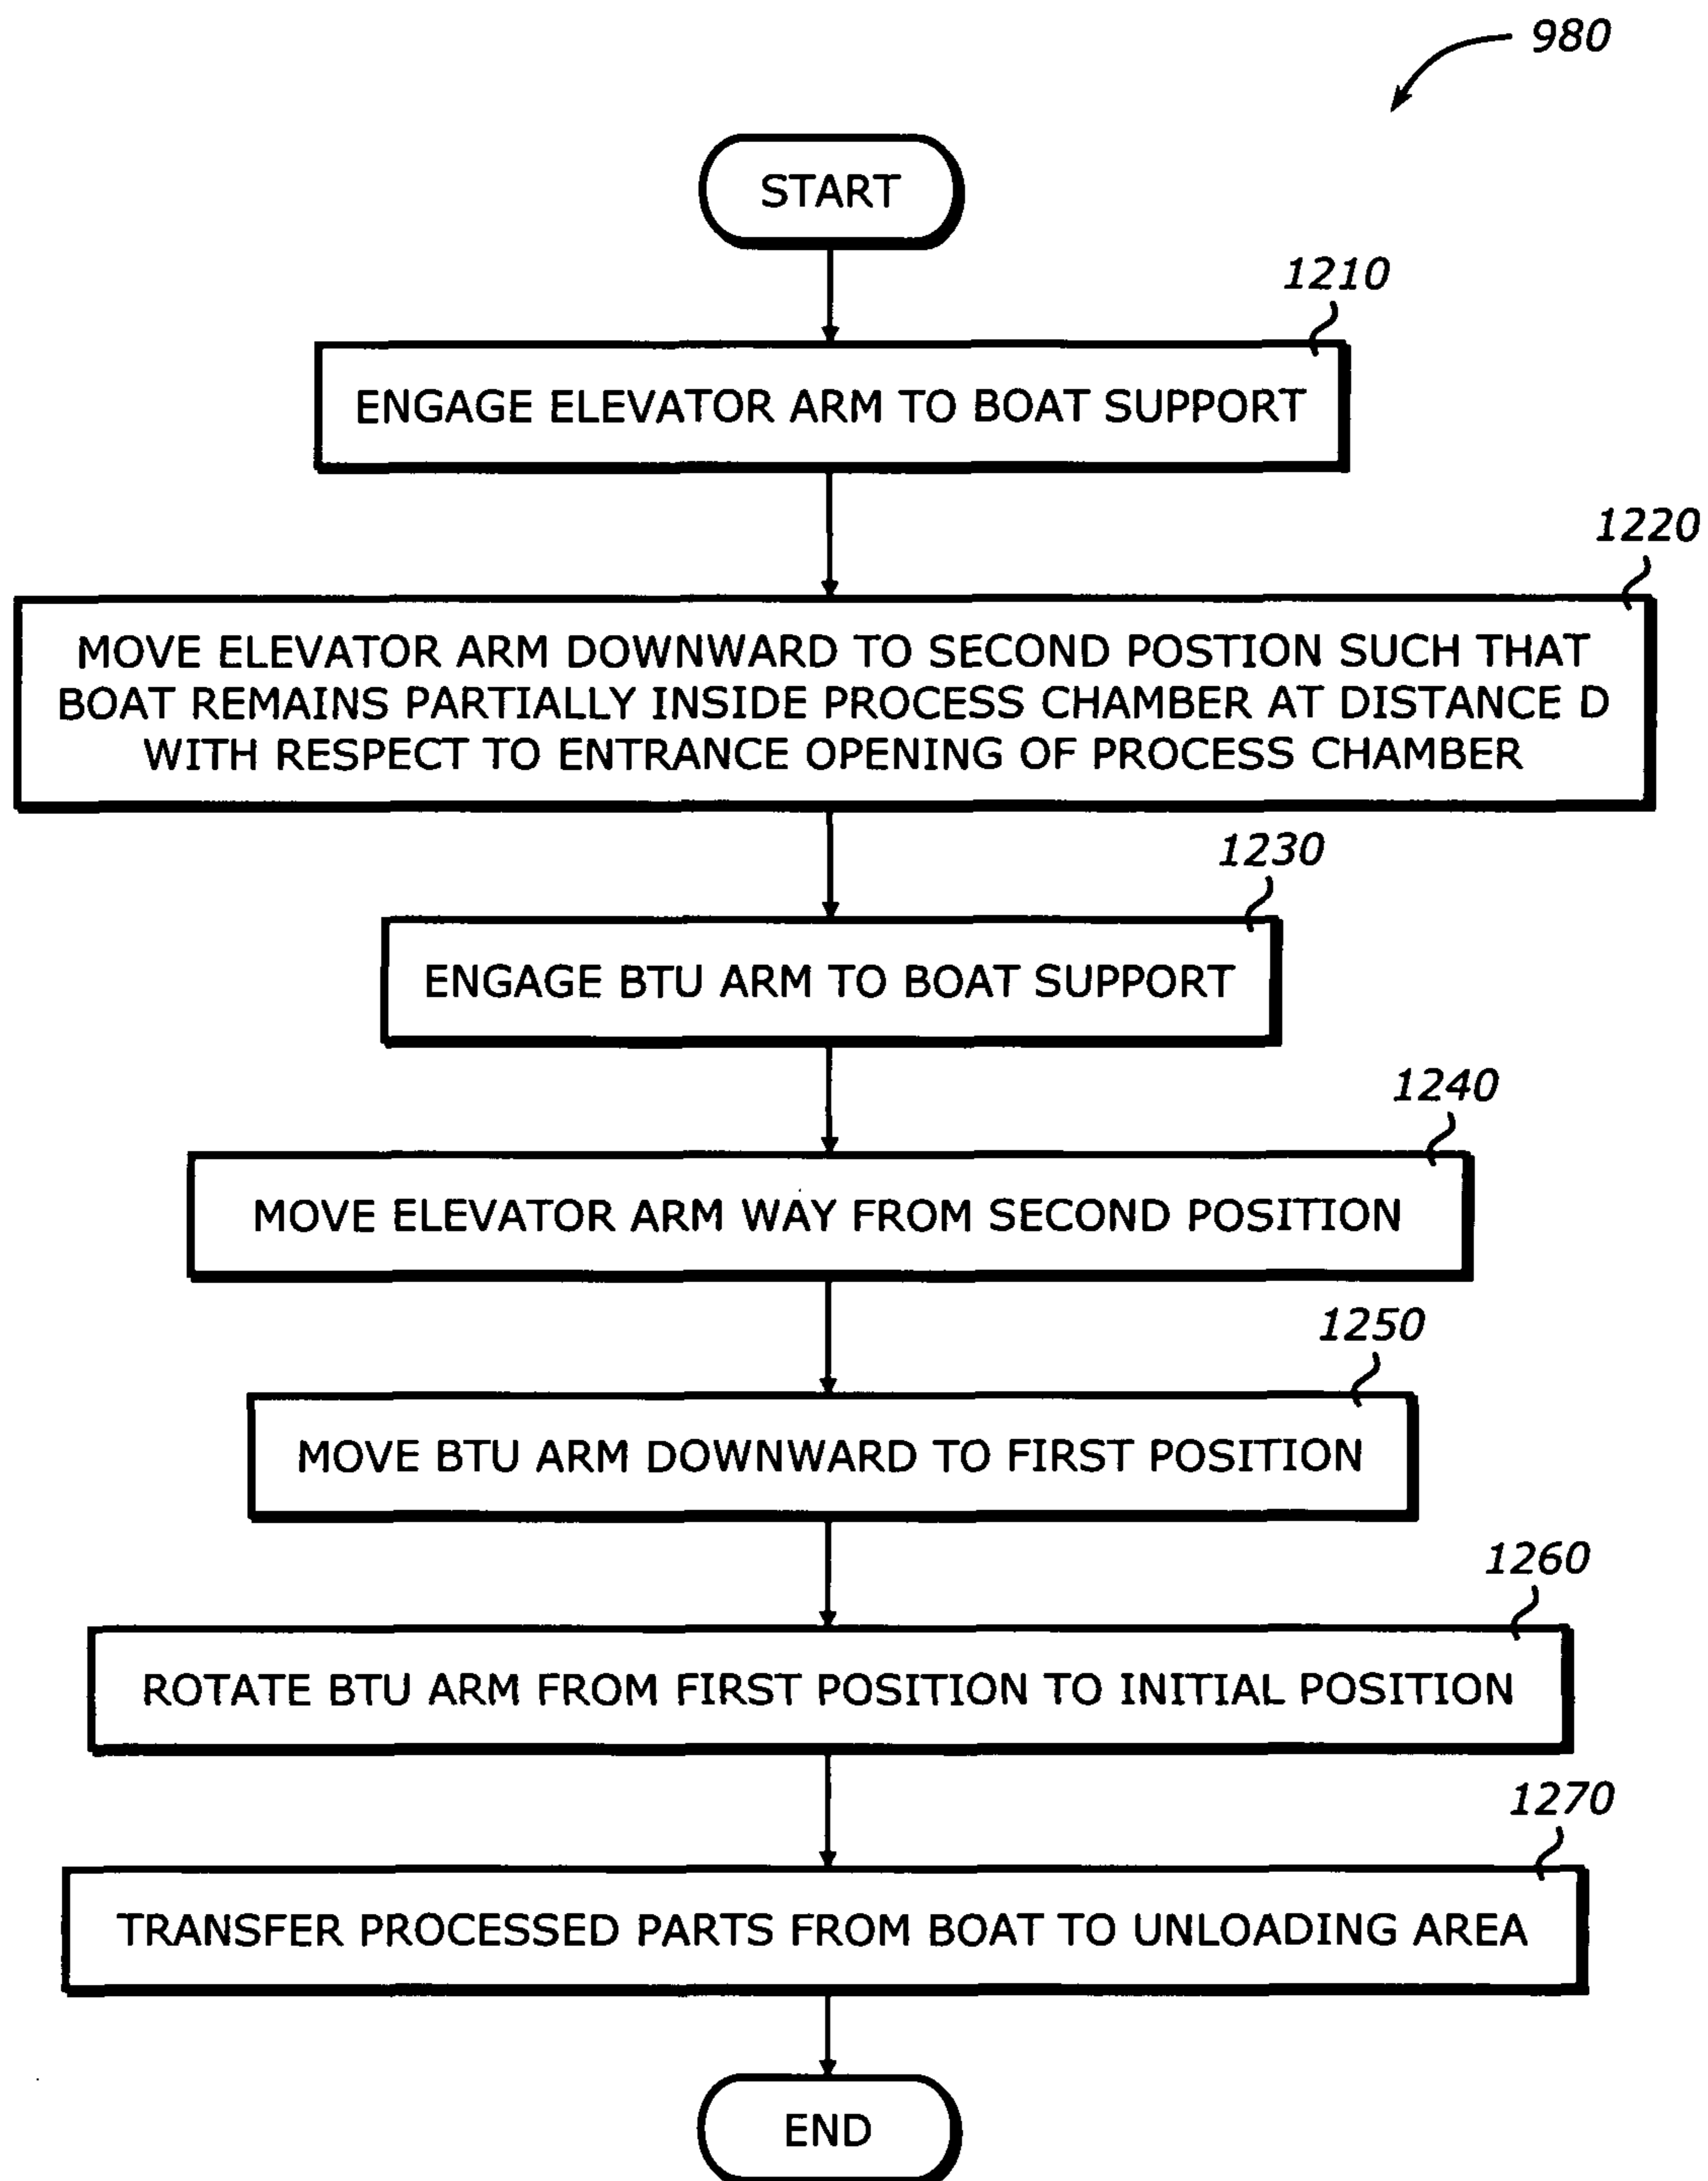 980
START
1210
ENGAGE ELEVATOR ARM TO BOAT SUPPORT
1220
MOVE ELEVATOR ARM DOWNWARD TO SECOND POSTION SUCH THAT
BOAT REMAINS PARTIALLY INSIDE PROCESS CHAMBER AT DISTANCE D
WITH RESPECT TO ENTRANCE OPENING OF PROCESS CHAMBER
1230
ENGAGE BTU ARM TO BOAT SUPPORT
1240
MOVE ELEVATOR ARM WAY FROM SECOND POSITION
1250
MOVE BTU ARM DOWNWARD TO FIRST POSITION
1260
ROTATE BTU ARM FROM FIRST POSITION TO INITIAL POSITION
1270
TRANSFER PROCESSED PARTS FROM BOAT TO UNLOADING AREA
END